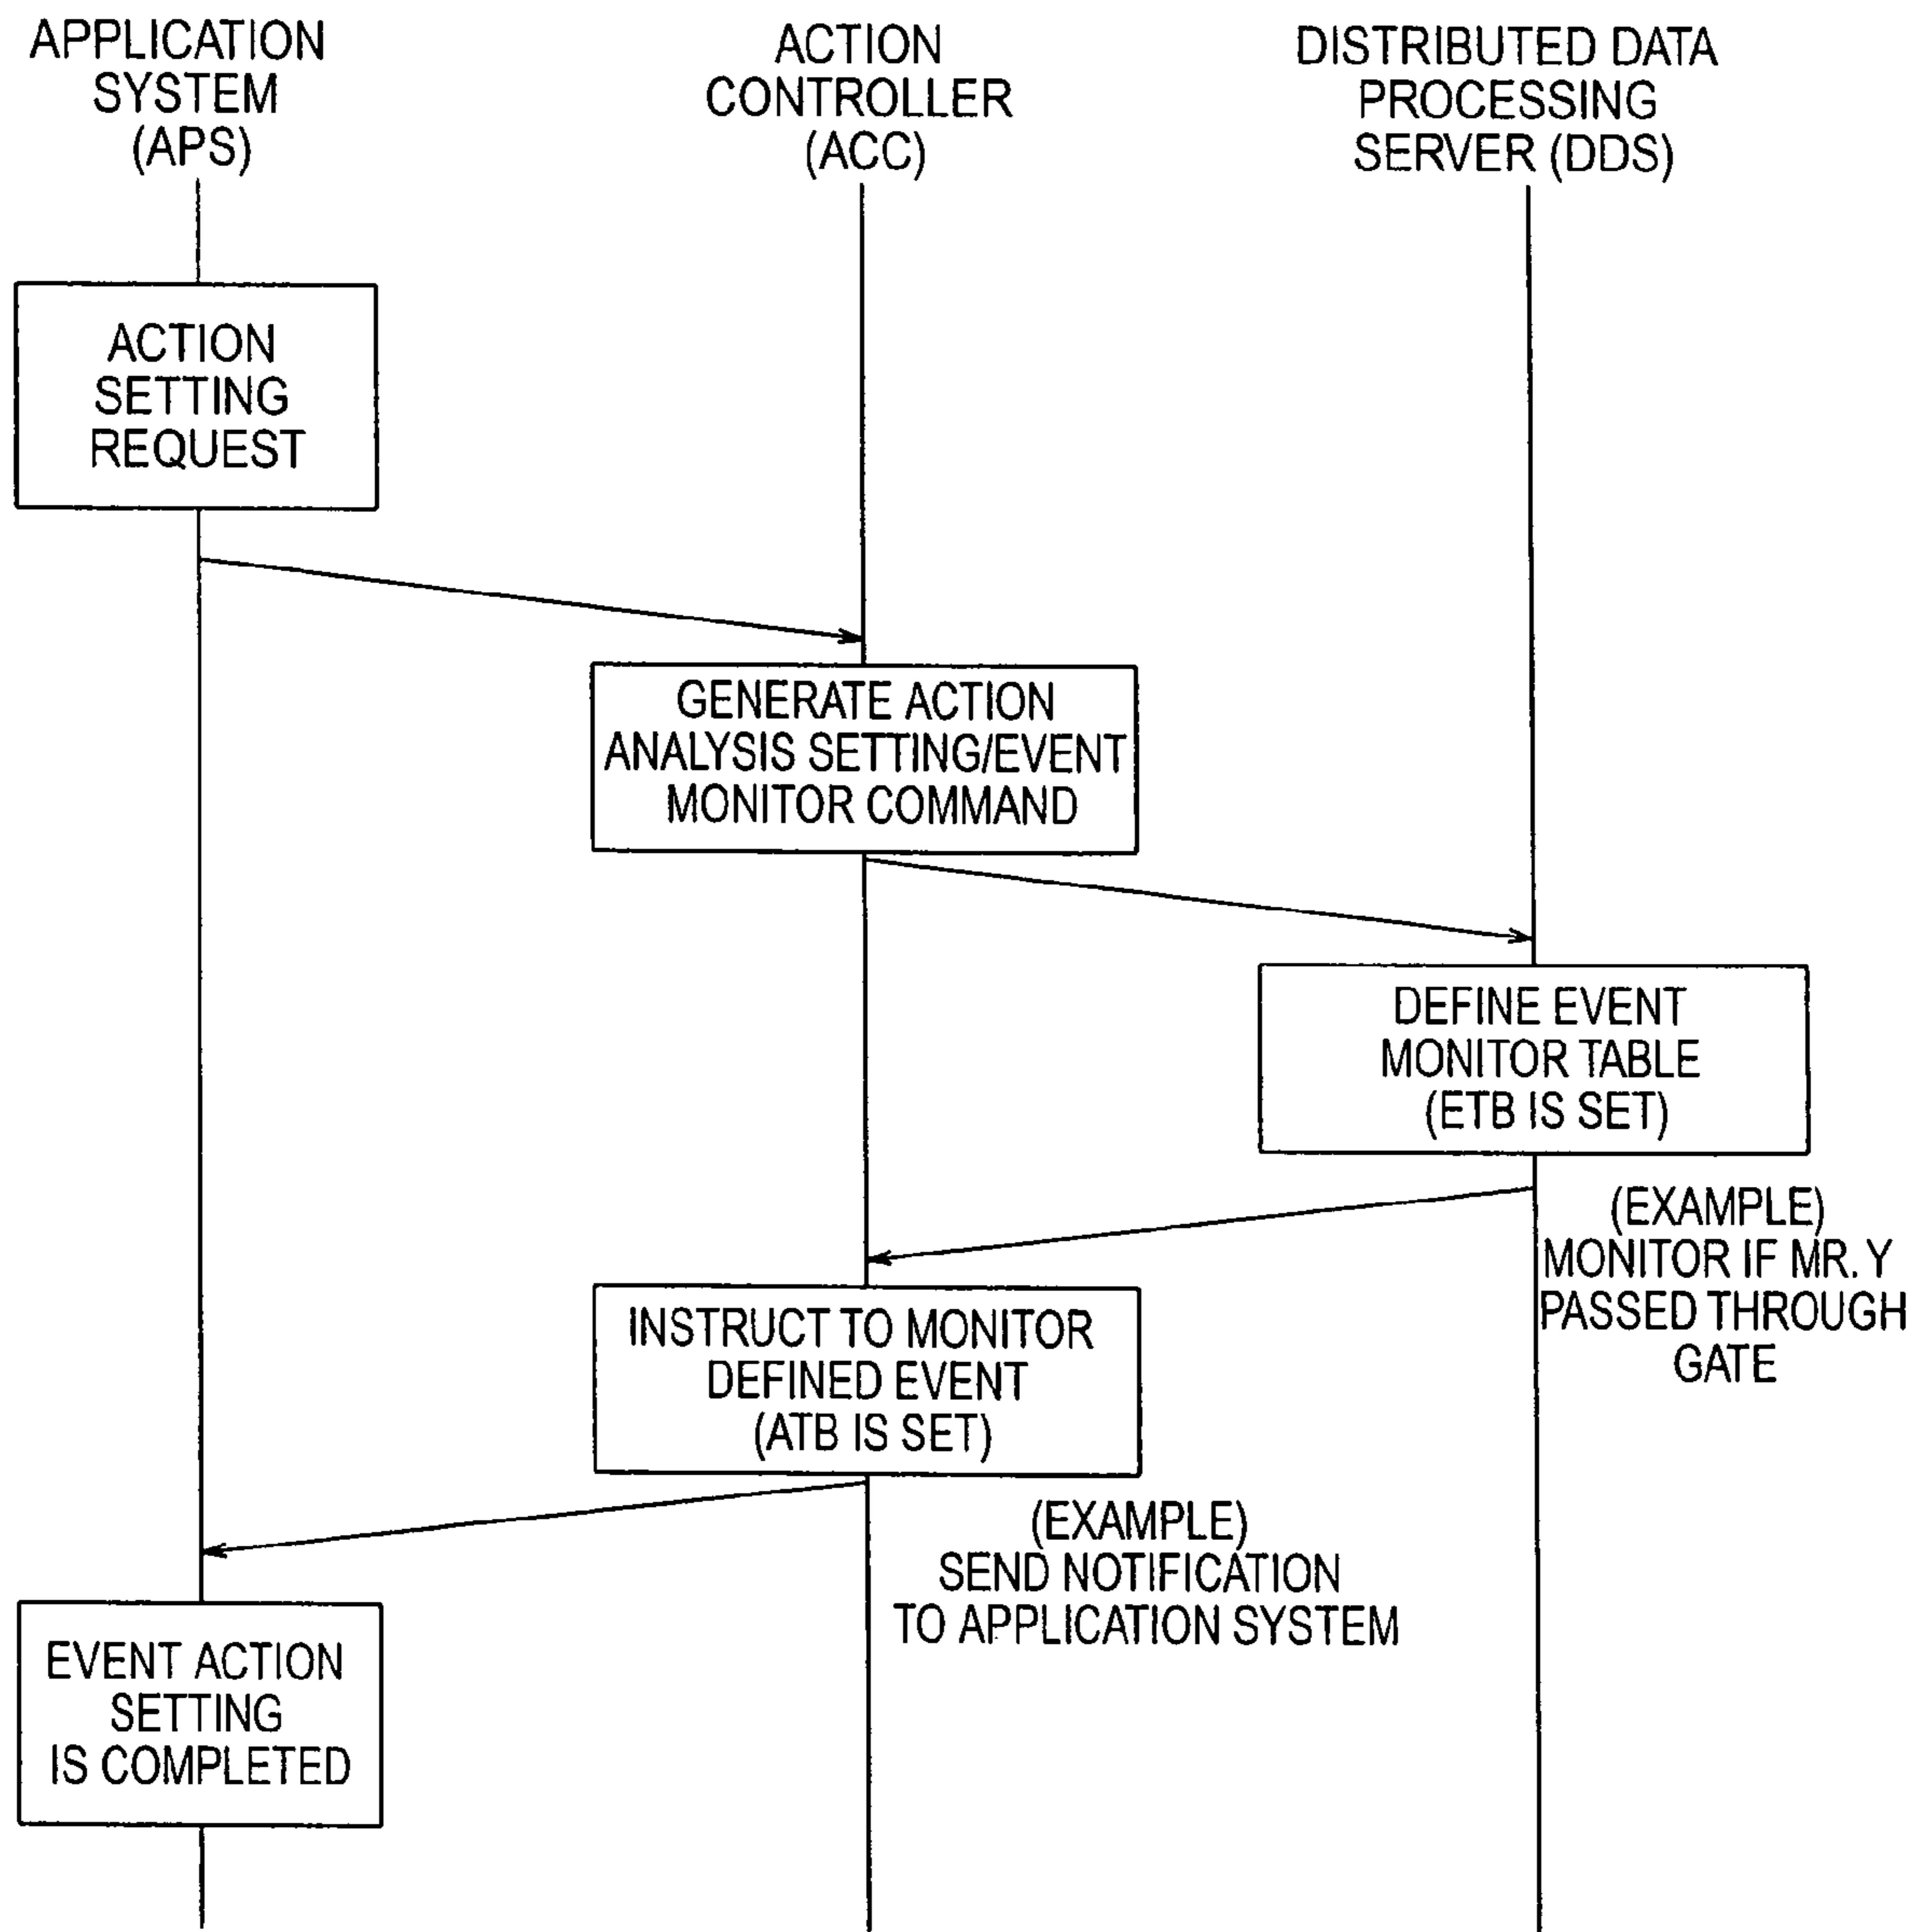 APPLICATION
SYSTEM
(APS)
ACTION
CONTROLLER
(ACC)
DISTRIBUTED DATA
PROCESSING
SERVER (DDS)
ACTION
SETTING
REQUEST
GENERATE ACTION
ANALYSIS SETTING/EVENT
MONITOR COMMAND
DEFINE EVENT
MONITOR TABLE
(ETB IS SET)
(EXAMPLE)
MONITOR IF MR. Y
PASSED THROUGH
GATE
INSTRUCT TO MONITOR
DEFINED EVENT
(ATB IS SET)
(EXAMPLE)
SEND NOTIFICATION
TO APPLICATION SYSTEM
EVENT ACTION
SETTING
IS COMPLETED